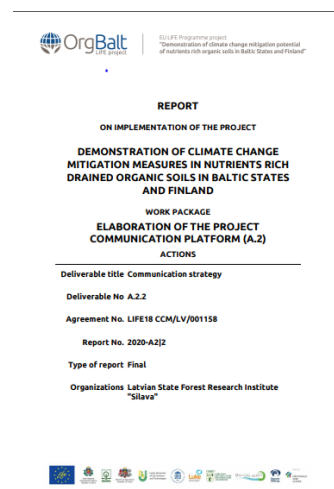 OrgBalt
LIFE project
EU LIFE Programme project
"Demonstration of climate change mitigation potential
of nutrients rich organic soils in Baltic States and Finland"
REPORT
ON IMPLEMENTATION OF THE PROJECT
DEMONSTRATION OF CLIMATE CHANGE
MITIGATION MEASURES IN NUTRIENTS RICH
DRAINED ORGANIC SOILS IN BALTIC STATES
AND FINLAND
WORK PACKAGE
ELABORATION OF THE PROJECT
COMMUNICATION PLATFORM (A.2)
ACTIONS
Deliverable title Communication strategy
Deliverable No A.2.2
Agreement No. LIFE18 CCM/LV/001158
Report No. 2020-A2|2
Type of report Final
Organizations Latvian State Forest Research Institute
"Silava"